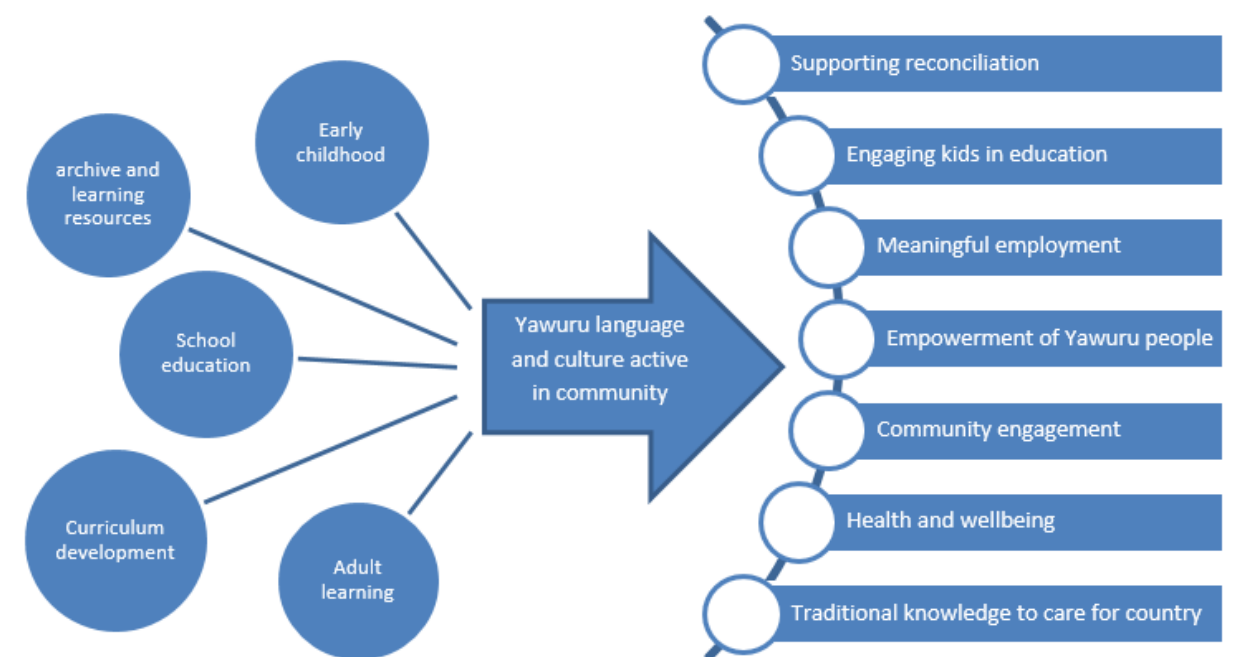 Early
childhood
archive and
learning
resources
School
education
Curriculum
development
Adult
learning
Yawuru language
and culture active
in community
Supporting reconciliation
Engaging kids in education
Meaningful employment
Empowerment of Yawuru people
Community engagement
Health and wellbeing
Traditional knowledge to care for country